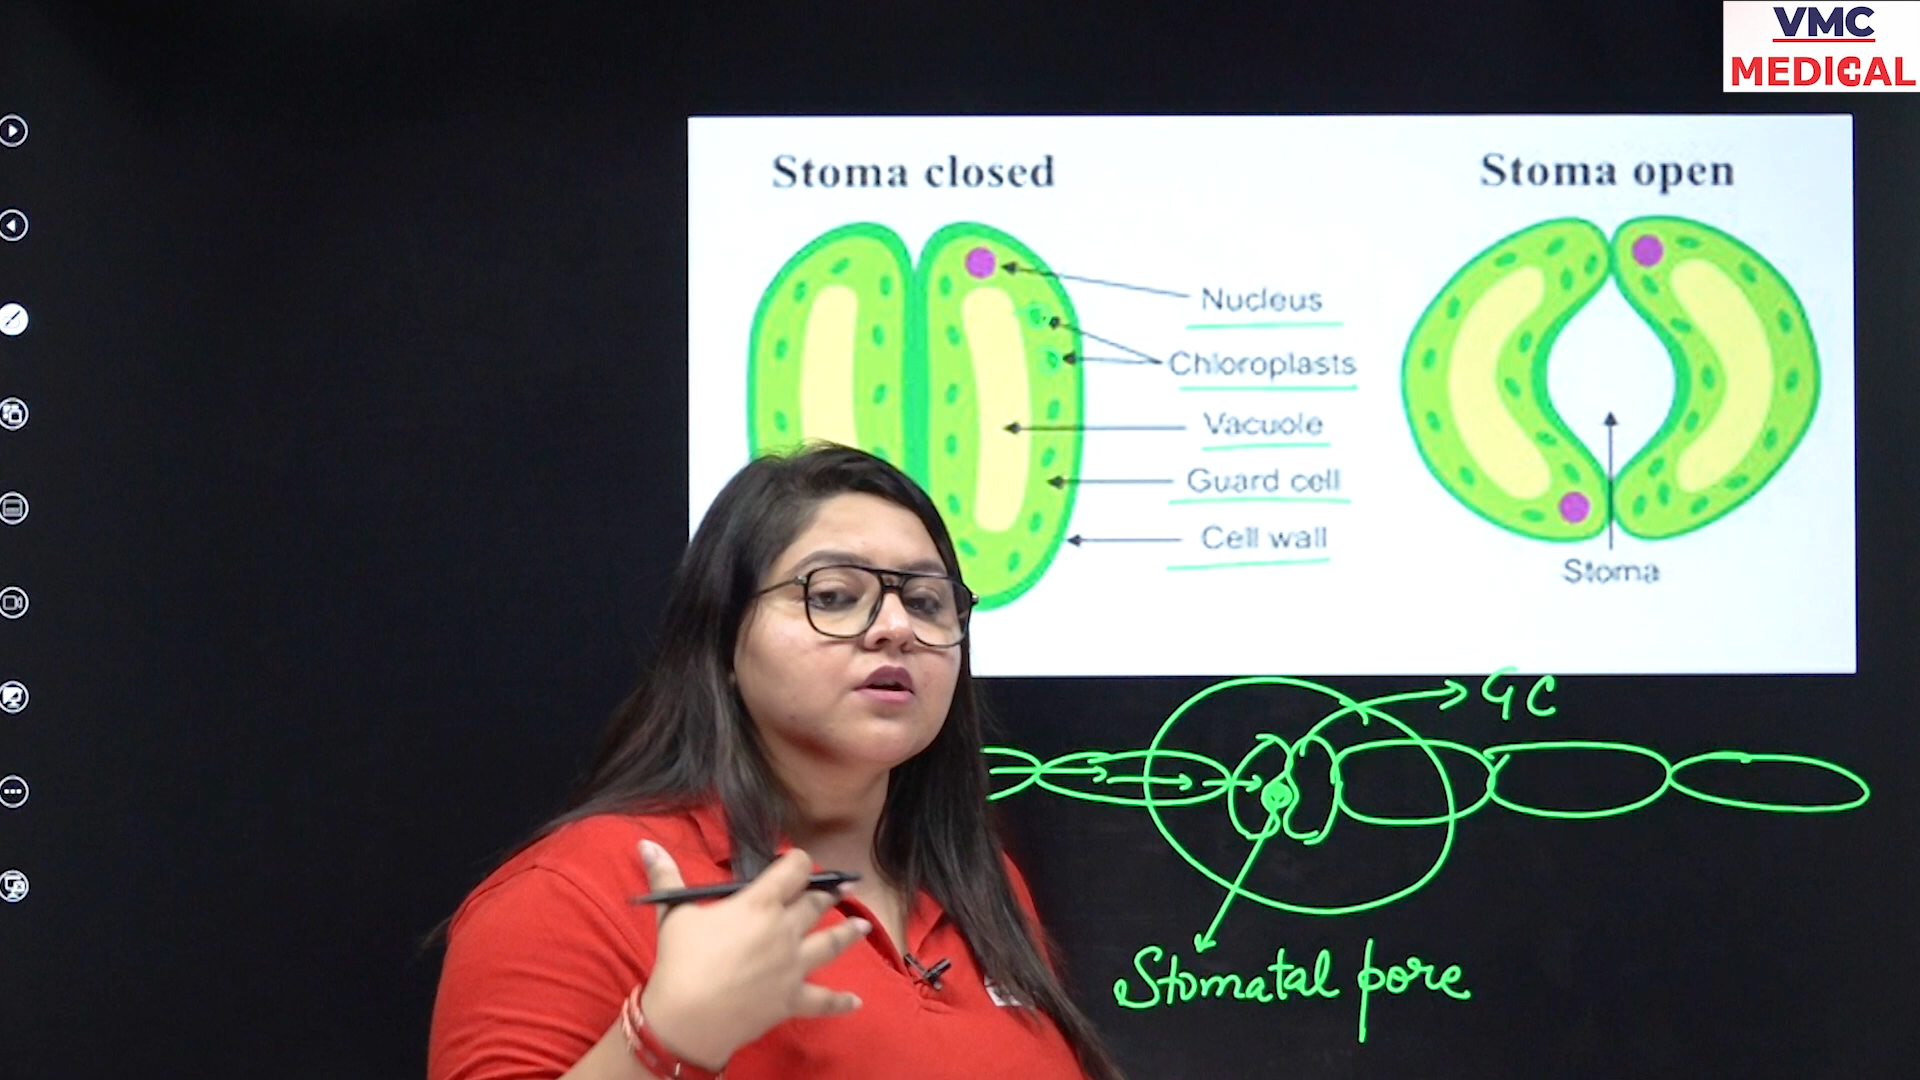 VMC
MEDICAL
Stoma closed
Stoma open
Nucleus
Chloroplasts
Vacuole
Guard cell
Cell wall
Stoma
GC
Stomatal pore